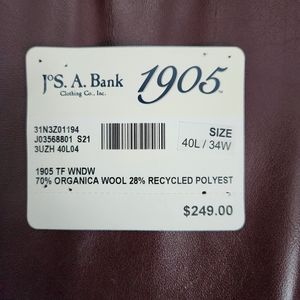 JoS. A. Bank
Clothing Co., Inc.
1905
31N3Z01194
J03568801 S21
3UZH 40L04
SIZE
40L / 34W
1905 TF WNDW
70% ORGANICA WOOL 28% RECYCLED POLYEST
$249.00